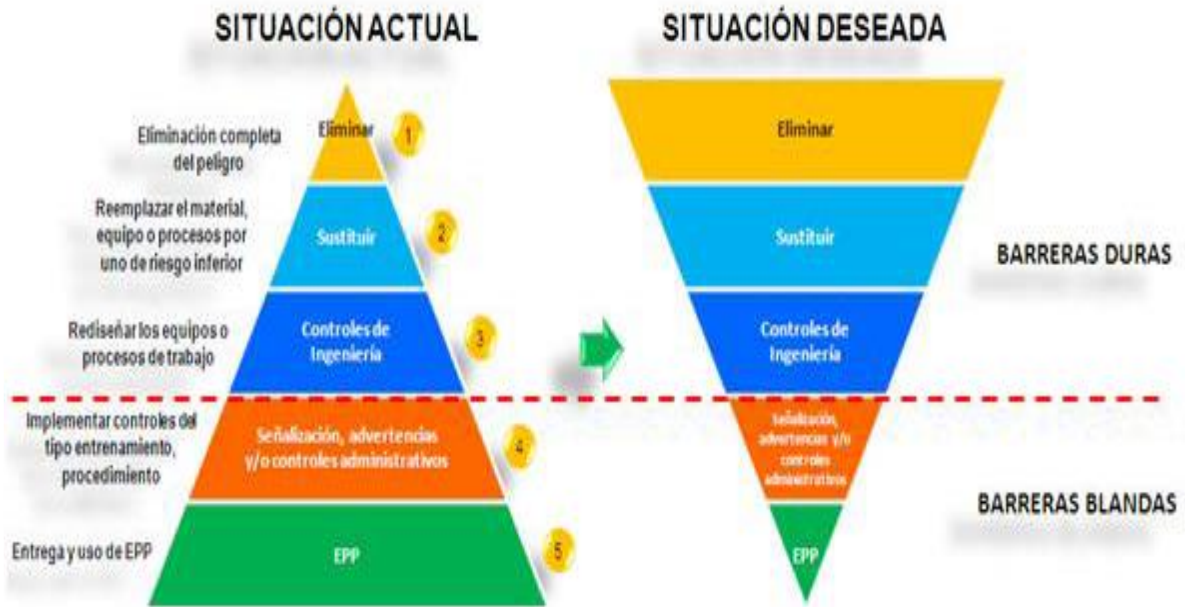 SITUACIÓN ACTUAL
Eliminación completa
del peligro
Eliminar
1
Reemplazar el material,
equipo o procesos por
uno de riesgo inferior
Sustituir
2
Rediseñar los equipos o
procesos de trabajo
Controles de
Ingeniería
3
Implementar controles del
tipo entrenamiento,
procedimiento
Señalización, advertencias
y/o controles administrativos
4
Entrega y uso de EPP
EPP
5
SITUACIÓN DESEADA
Eliminar
Sustituir
Controles de
Ingeniería
Señalización,
advertencias y/o
controles
administrativos
EPP
BARRERAS DURAS
BARRERAS BLANDAS